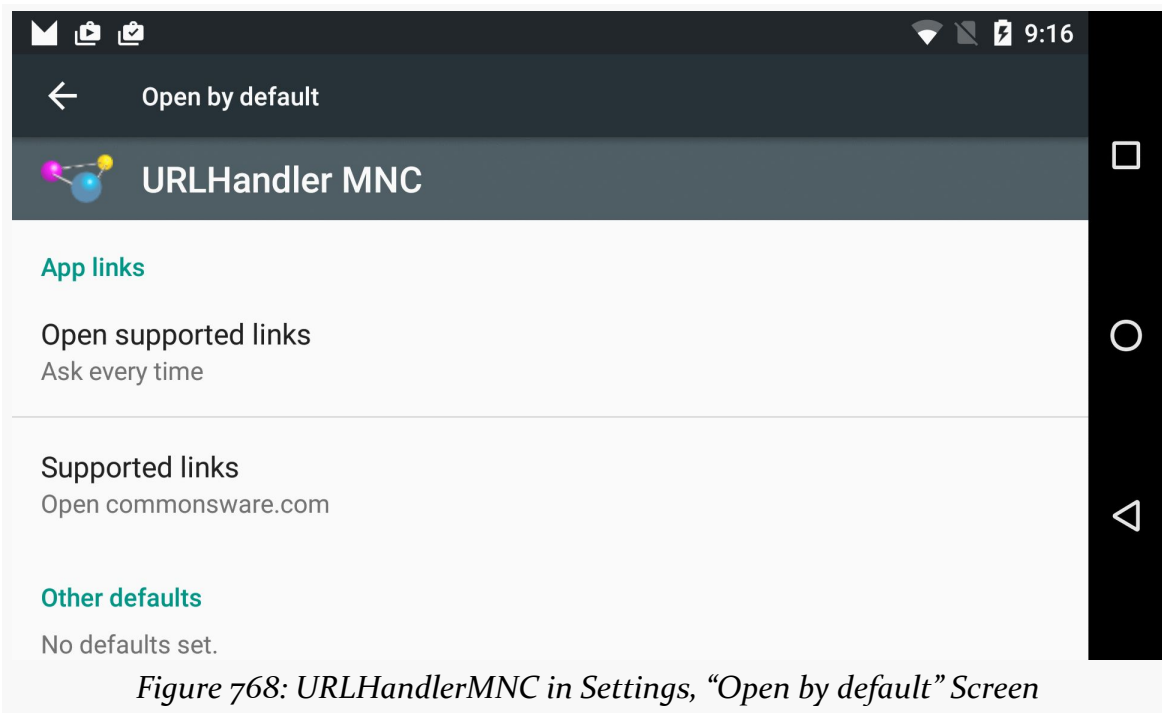 9:16
Open by default
URLHandler MNC
App links
Open supported links
Ask every time
Supported links
Open commonsware.com
Other defaults
No defaults set.
Figure 768: URLHandlerMNC in Settings, “Open by default” Screen